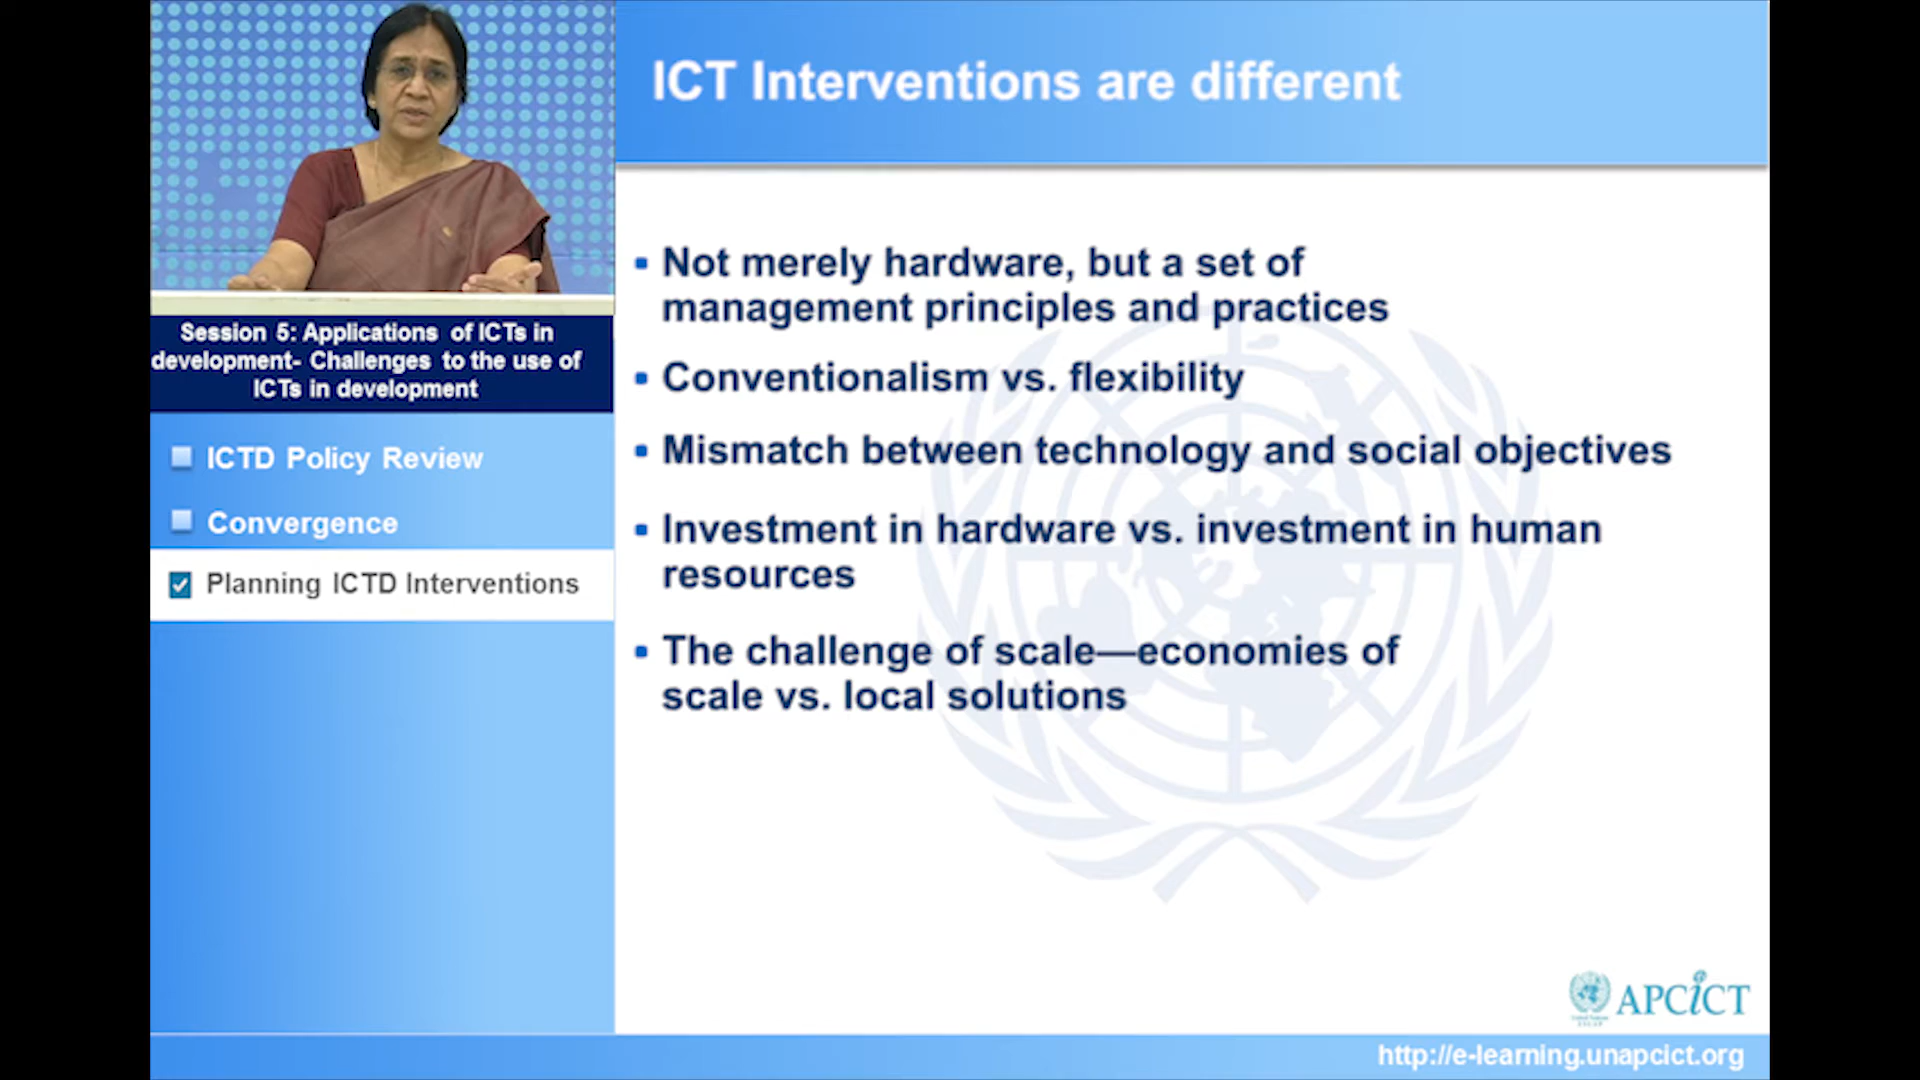 ICT Interventions are different
Session 5: Applications of ICTs in
development- Challenges to the use of
ICTs in development
ICTD Policy Review
Convergence
Planning ICTD Interventions
▪ Not merely hardware, but a set of
management principles and practices
▪ Conventionalism vs. flexibility
▪ Mismatch between technology and social objectives
▪ Investment in hardware vs. investment in human
resources
▪ The challenge of scale—economies of
scale vs. local solutions
APCiCT
http://e-learning.unapcict.org